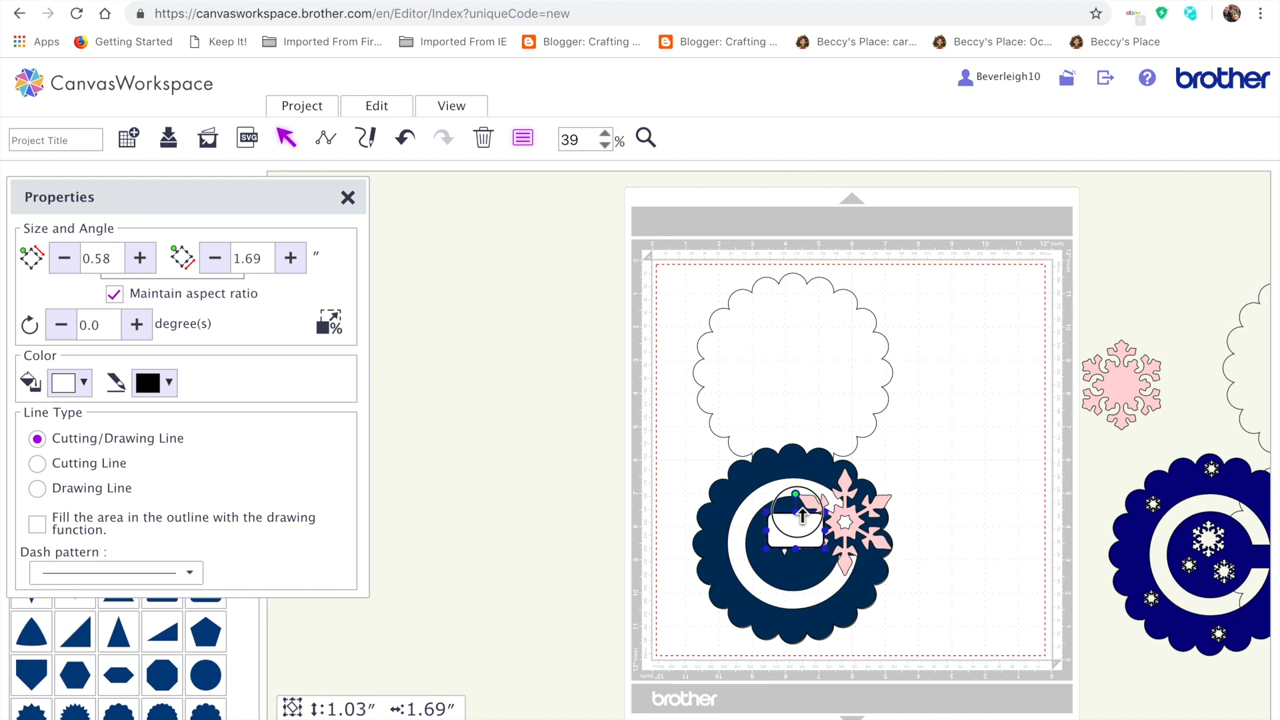 https://canvasworkspace.brother.com/en/Editor/Index?uniqueCode=new
Apps
Getting Started
Keep It!
Imported From Fir...
Imported From IE
Blogger: Crafting ...
Blogger: Crafting ...
Beccy's Place: car...
Beccy's Place: Oc...
Beccy's Place
CanvasWorkspace
Beverleigh10
brother
Project
Edit
View
Project Title
SVG
39
%
Properties
Size and Angle
0.58
1.69
″
Maintain aspect ratio
0.0
degree(s)
%
Color
Line Type
Cutting/Drawing Line
Cutting Line
Drawing Line
Fill the area in the outline with the drawing
function.
Dash pattern :
brother
↕:1.03″ ↔:1.69″